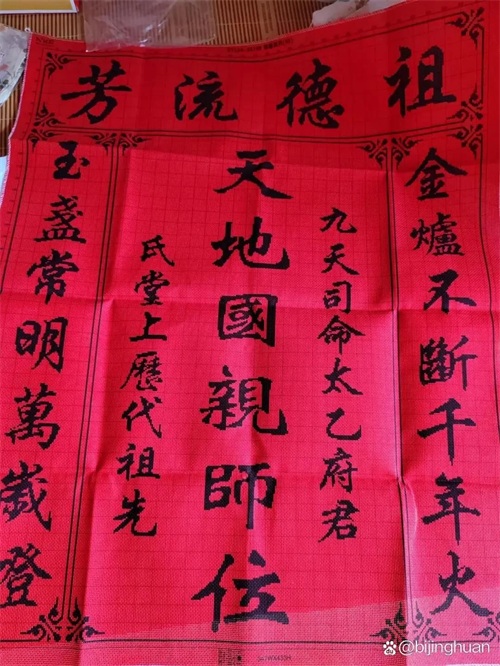 祖德流芳
金爐不斷千年火
九天司命太乙府君
天地國親師位
氏堂上歷代祖先
玉盞常明萬歲登
@bijinghuan